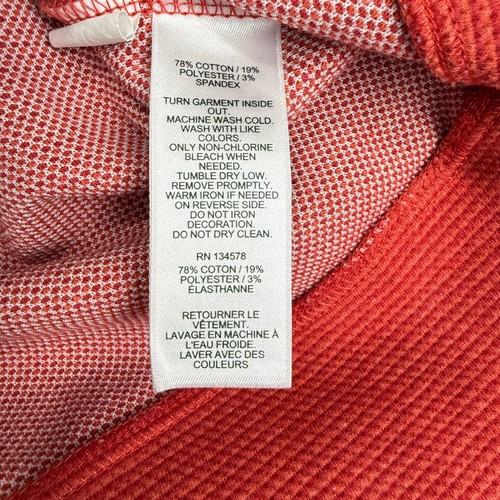 78% COTTON / 19%
POLYESTER / 3%
SPANDEX
TURN GARMENT INSIDE
OUT.
MACHINE WASH COLD.
WASH WITH LIKE
COLORS.
ONLY NON-CHLORINE
BLEACH WHEN
NEEDED.
TUMBLE DRY LOW.
REMOVE PROMPTLY.
WARM IRON IF NEEDED
ON REVERSE SIDE.
DO NOT IRON
DECORATION.
DO NOT DRY CLEAN.
RN 134578
78% COTON / 19%
POLYESTER / 3%
ÉLASTHANNE
RETOURNER LE
VÊTEMENT.
LAVAGE EN MACHINE À
L'EAU FROIDE.
LAVER AVEC DES
COULEURS